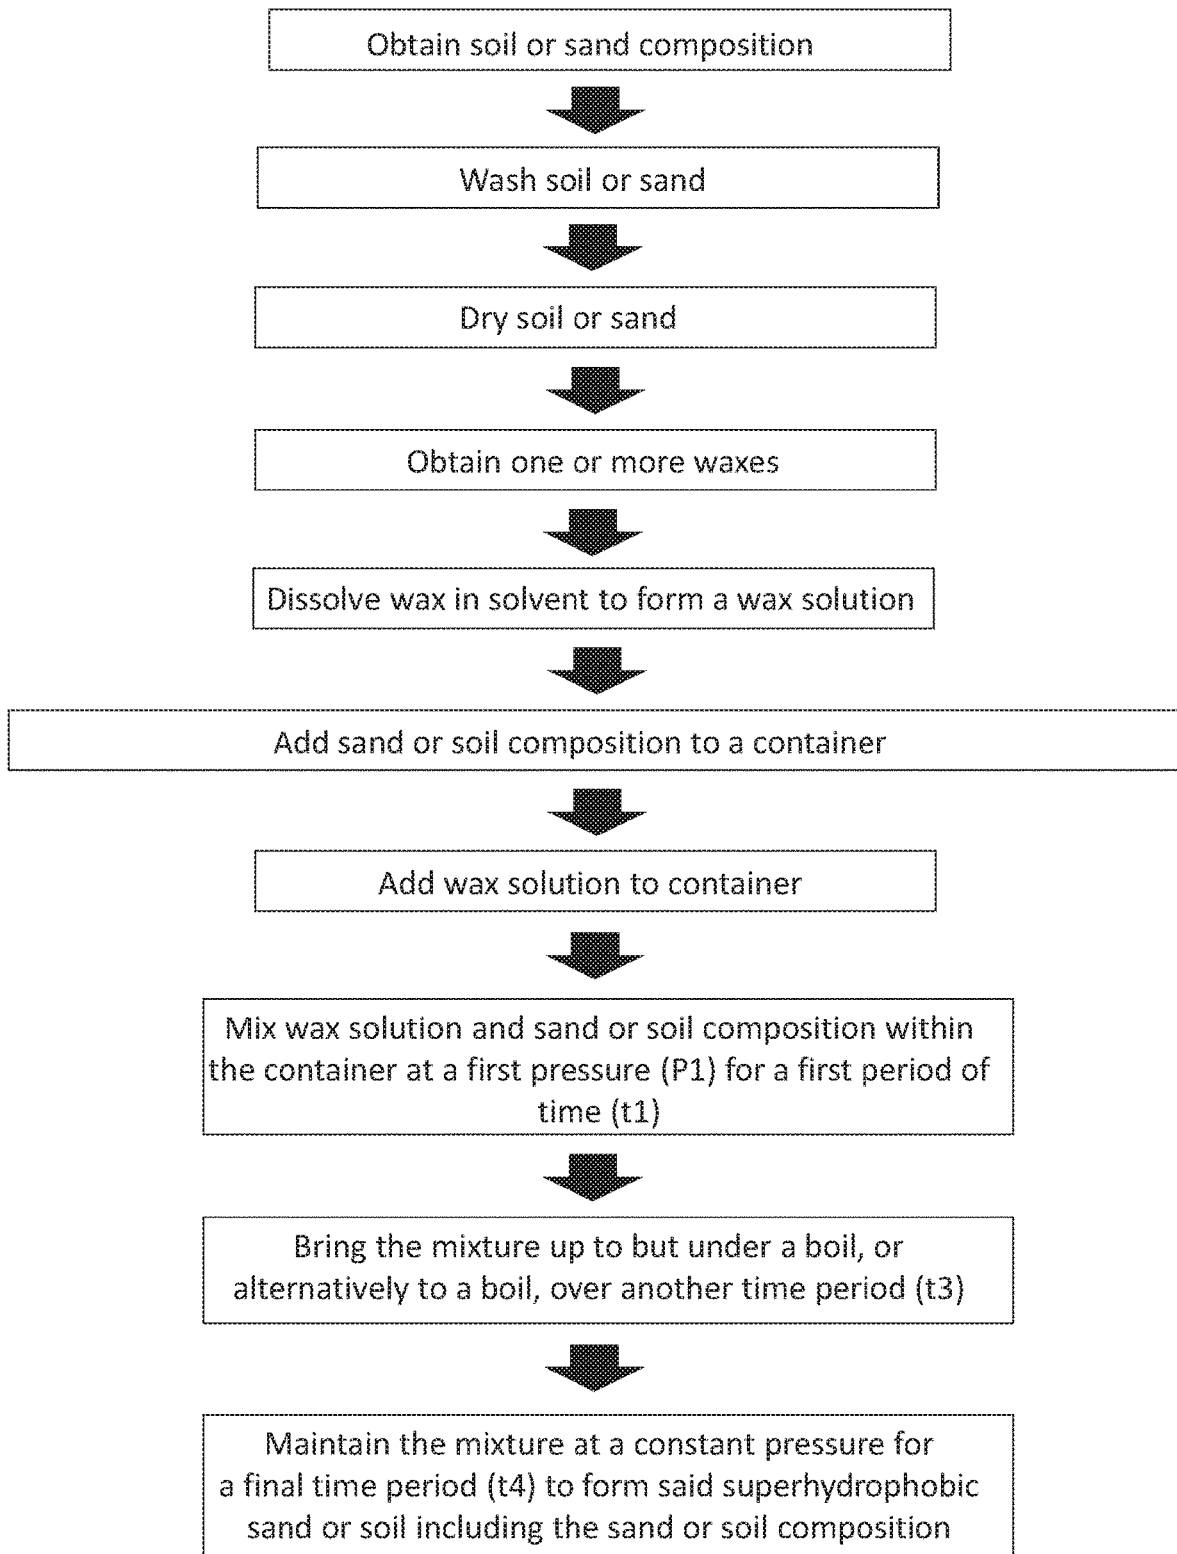 Obtain soil or sand composition
Wash soil or sand
Dry soil or sand
Obtain one or more waxes
Dissolve wax in solvent to form a wax solution
Add sand or soil composition to a container
Add wax solution to container
Mix wax solution and sand or soil composition within
the container at a first pressure (P1) for a first period of
time (t1)
Bring the mixture up to but under a boil, or
alternatively to a boil, over another time period (t3)
Maintain the mixture at a constant pressure for
a final time period (t4) to form said superhydrophobic
sand or soil including the sand or soil composition